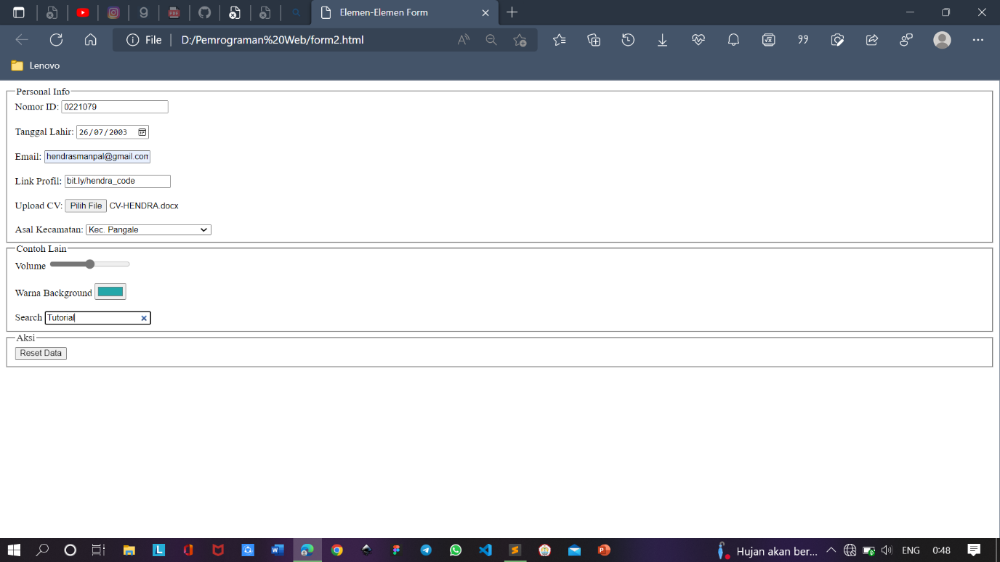 Elemen-Elemen Form
File D:/Pemrograman%20Web/form2.html
Lenovo
Personal Info
Nomor ID: 0221079
Tanggal Lahir: 26/07/2003
Email: hendrasmanpal@gmail.com
Link Profil: bit.ly/hendra_code
Upload CV: Pilih File CV-HENDRA.docx
Asal Kecamatan: Kec. Pangale
Contoh Lain
Volume
Warna Background
Search Tutorial
Aksi
Reset Data
Hujan akan ber... ENG 0:48